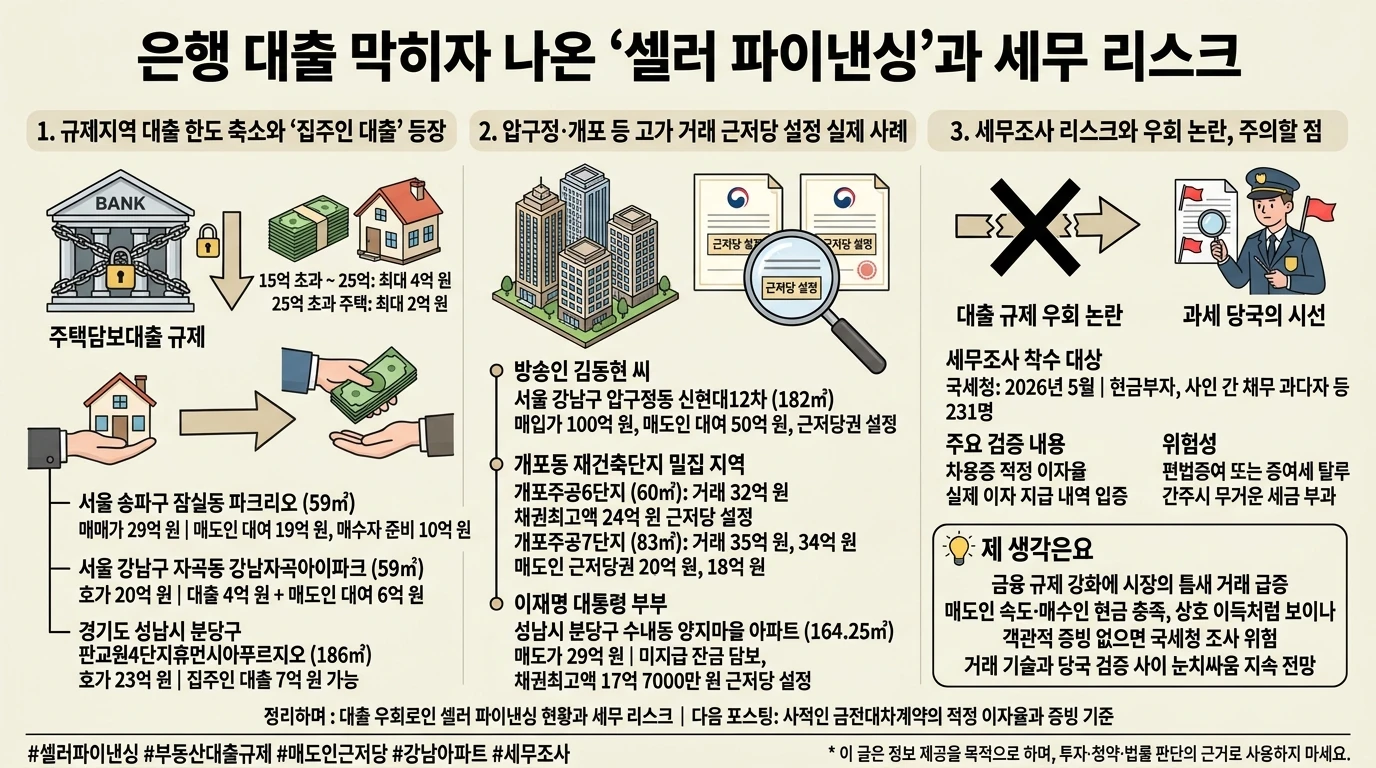 은행 대출 막히자 나온 ‘셀러 파이낸싱’과 세무 리스크
1. 규제지역 대출 한도 축소와 ‘집주인 대출’ 등장
BANK
15억 초과 ~ 25억: 최대 4억 원
25억 초과 주택: 최대 2억 원
주택담보대출 규제
서울 송파구 잠실동 파크리오 (59㎡)
매매가 29억 원 | 매도인 대여 19억 원, 매수자 준비 10억 원
서울 강남구 자곡동 강남자곡아이파크 (59㎡)
호가 20억 원 | 대출 4억 원 + 매도인 대여 6억 원
경기도 성남시 분당구
판교원4단지휴먼시아푸르지오 (186㎡)
호가 23억 원 | 집주인 대출 7억 원 가능
2. 압구정·개포 등 고가 거래 근저당 설정 실제 사례
근저당 설정
근저당 설정
방송인 김동현 씨
서울 강남구 압구정동 신현대12차 (182㎡)
매입가 100억 원, 매도인 대여 50억 원, 근저당권 설정
개포동 재건축단지 밀집 지역
개포주공6단지 (60㎡): 거래 32억 원
채권최고액 24억 원 근저당 설정
개포주공7단지 (83㎡): 거래 35억 원, 34억 원
매도인 근저당권 20억 원, 18억 원
이재명 대통령 부부
성남시 분당구 수내동 양지마을 아파트 (164.25㎡)
매도가 29억 원 | 미지급 잔금 담보,
채권최고액 17억 7000만 원 근저당 설정
3. 세무조사 리스크와 우회 논란, 주의할 점
대출 규제 우회 논란
과세 당국의 시선
세무조사 착수 대상
국세청: 2026년 5월 | 현금부자, 사인 간 채무 과다자 등
231명
주요 검증 내용
차용증 적정 이자율
실제 이자 지급 내역 입증
위험성
편법증여 또는 증여세 탈루
간주시 무거운 세금 부과
제 생각은요
금융 규제 강화에 시장의 틈새 거래 급증
매도인 속도·매수인 현금 충족, 상호 이득처럼 보이나
객관적 증빙 없으면 국세청 조사 위험
거래 기술과 당국 검증 사이 눈치싸움 지속 전망
정리하며 : 대출 우회로인 셀러 파이낸싱 현황과 세무 리스크 | 다음 포스팅: 사적인 금전대차계약의 적정 이자율과 증빙 기준
#셀러파이낸싱 #부동산대출규제 #매도인근저당 #강남아파트 #세무조사
* 이 글은 정보 제공을 목적으로 하며, 투자·청약·법률 판단의 근거로 사용하지 마세요.